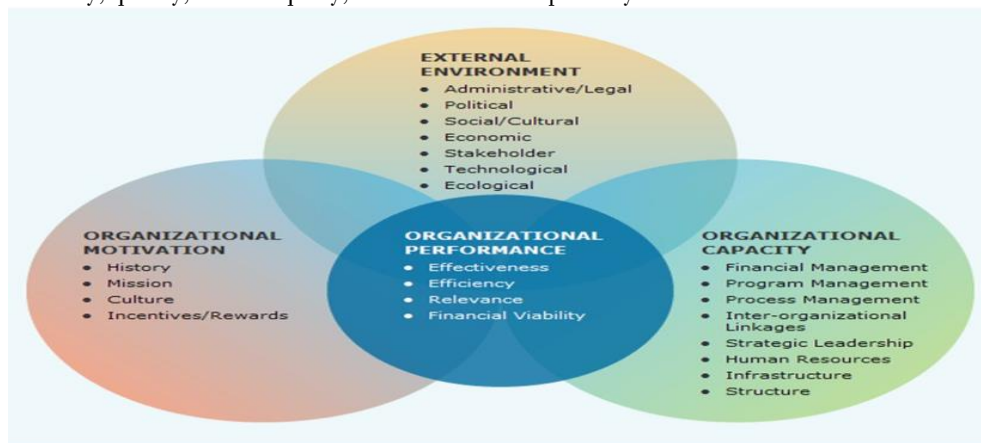 EXTERNAL
ENVIRONMENT
• Administrative/Legal
• Political
• Social/Cultural
• Economic
• Stakeholder
• Technological
• Ecological
ORGANIZATIONAL
MOTIVATION
• History
• Mission
• Culture
• Incentives/Rewards
ORGANIZATIONAL
PERFORMANCE
• Effectiveness
• Efficiency
• Relevance
• Financial Viability
ORGANIZATIONAL
CAPACITY
• Financial Management
• Program Management
• Process Management
• Inter-organizational
Linkages
• Strategic Leadership
• Human Resources
• Infrastructure
• Structure